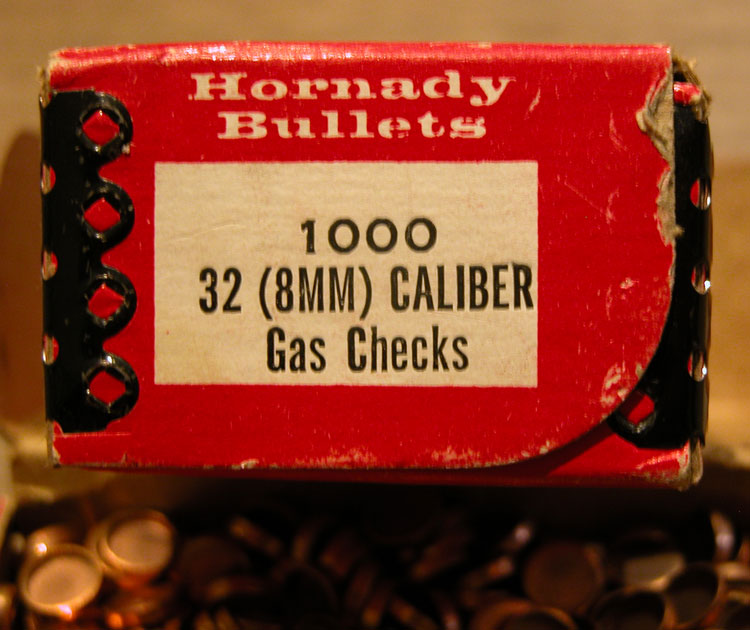 Hornady
Bullets
1000
32 (8MM) CALIBER
Gas Checks